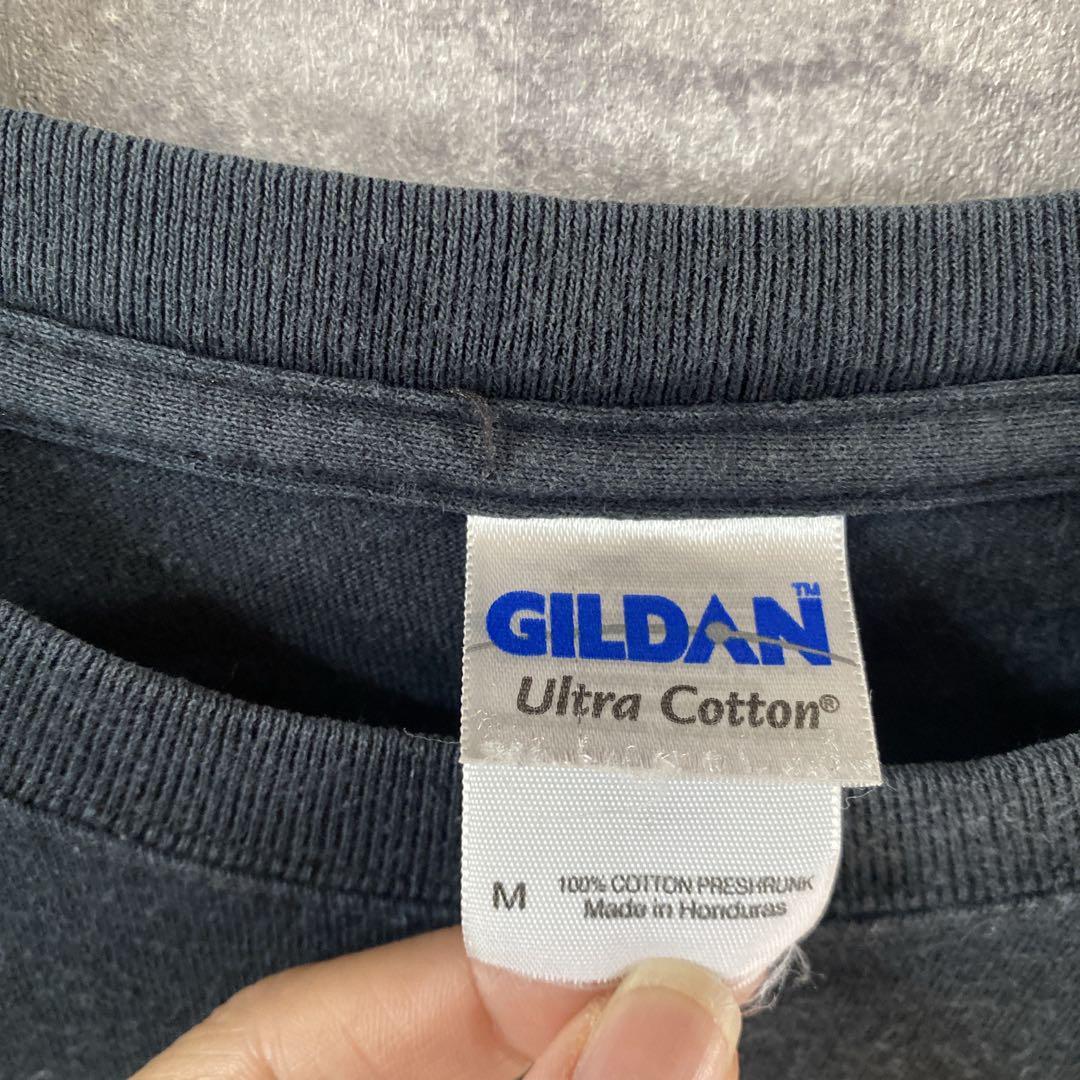 GILDAN™
Ultra Cotton®
M
100% COTTON PRESHRUNK
Made in Honduras